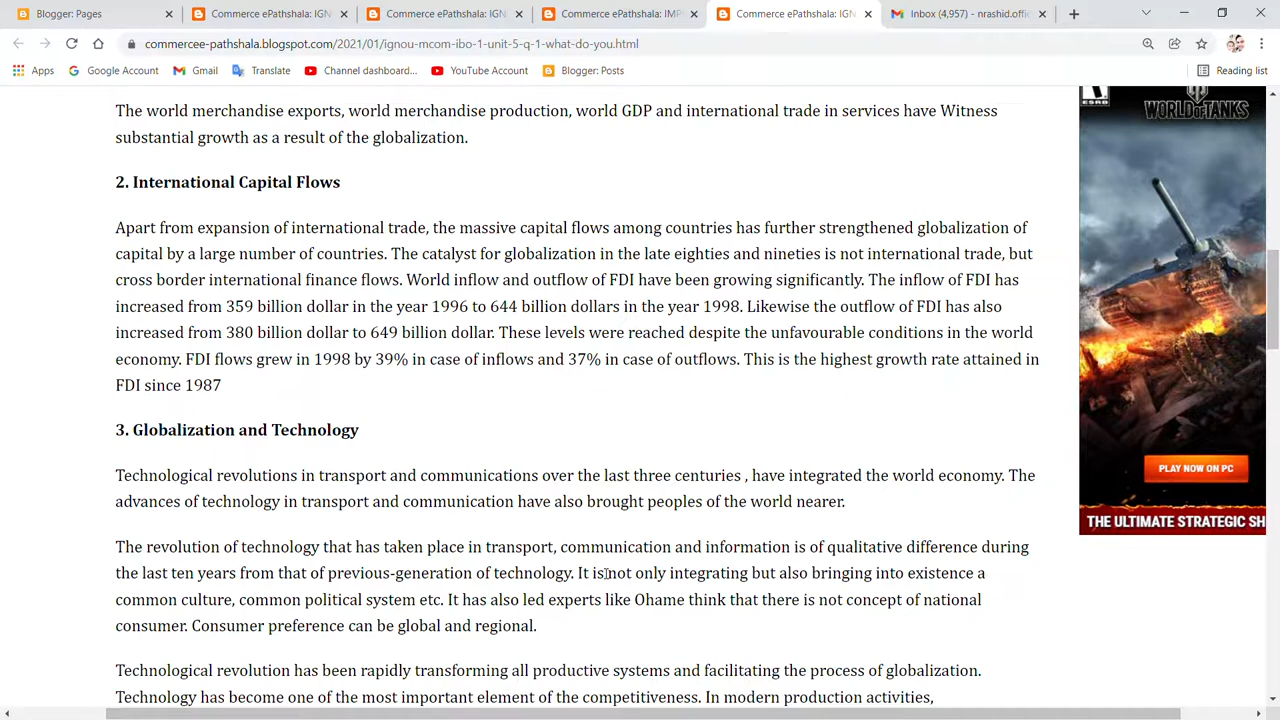 Blogger: Pages
Commerce ePathshala: IGN
Commerce ePathshala: IGN
Commerce ePathshala: IMP
Commerce ePathshala: IGN
Inbox (4,957) - nrashid.offi
commercee-pathshala.blogspot.com/2021/01/ignou-mcom-ibo-1-unit-5-q-1-what-do-you.html
Apps
Google Account
Gmail
Translate
Channel dashboard...
YouTube Account
Blogger: Posts
Reading list
The world merchandise exports, world merchandise production, world GDP and international trade in services have Witness
substantial growth as a result of the globalization.
2. International Capital Flows
Apart from expansion of international trade, the massive capital flows among countries has further strengthened globalization of
capital by a large number of countries. The catalyst for globalization in the late eighties and nineties is not international trade, but
cross border international finance flows. World inflow and outflow of FDI have been growing significantly. The inflow of FDI has
increased from 359 billion dollar in the year 1996 to 644 billion dollars in the year 1998. Likewise the outflow of FDI has also
increased from 380 billion dollar to 649 billion dollar. These levels were reached despite the unfavourable conditions in the world
economy. FDI flows grew in 1998 by 39% in case of inflows and 37% in case of outflows. This is the highest growth rate attained in
FDI since 1987
3. Globalization and Technology
Technological revolutions in transport and communications over the last three centuries , have integrated the world economy. The
advances of technology in transport and communication have also brought peoples of the world nearer.
The revolution of technology that has taken place in transport, communication and information is of qualitative difference during
the last ten years from that of previous-generation of technology. It is not only integrating but also bringing into existence a
common culture, common political system etc. It has also led experts like Ohame think that there is not concept of national
consumer. Consumer preference can be global and regional.
Technological revolution has been rapidly transforming all productive systems and facilitating the process of globalization.
Technology has become one of the most important element of the competitiveness. In modern production activities,
ESRB
WORLD OF TANKS
PLAY NOW ON PC
THE ULTIMATE STRATEGIC SH